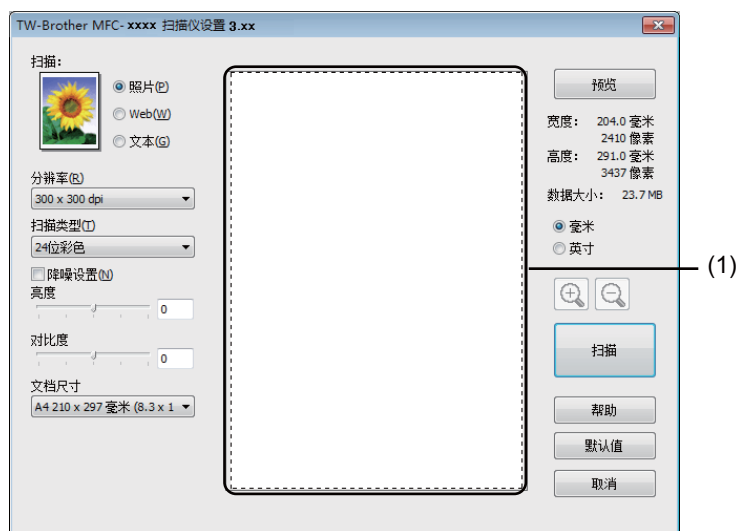 TW-Brother MFC- xxxx 扫描仪设置 3.xx
扫描：
照片(P)
Web(W)
文本(G)
分辨率(R)
300 x 300 dpi
扫描类型(T)
24位彩色
降噪设置(N)
亮度
0
对比度
0
文档尺寸
A4 210 x 297 毫米 (8.3 x 1
预览
宽度： 204.0 毫米
2410 像素
高度： 291.0 毫米
3437 像素
数据大小： 23.7 MB
毫米
英寸
(1)
扫描
帮助
默认值
取消